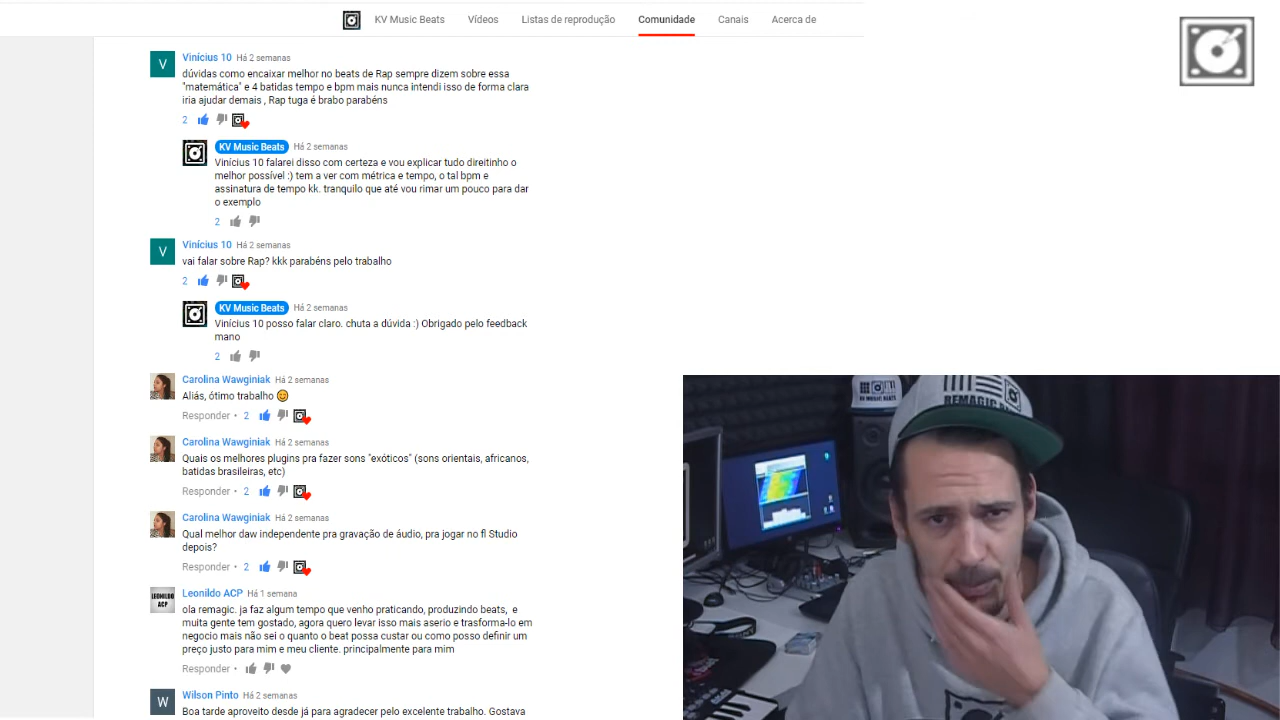 KV Music Beats Vídeos Listas de reprodução Comunidade Canais Acerca de
Vinícius 10 Há 2 semanas
dúvidas como encaixar melhor no beats de Rap sempre dizem sobre essa
"matemática" e 4 batidas tempo e bpm mais nunca intendi isso de forma clara
iria ajudar demais , Rap tuga é brabo parabéns
2
KV Music Beats Há 2 semanas
Vinícius 10 falarei disso com certeza e vou explicar tudo direitinho o
melhor possível :) tem a ver com métrica e tempo, o tal bpm e
assinatura de tempo kk. tranquilo que até vou rimar um pouco para dar
o exemplo
2
V
Vinícius 10 Há 2 semanas
vai falar sobre Rap? kkk parabéns pelo trabalho
2
KV Music Beats Há 2 semanas
Vinícius 10 posso falar claro. chuta a dúvida :) Obrigado pelo feedback
mano
2
Carolina Wawginiak Há 2 semanas
Aliás, ótimo trabalho
Responder • 2
Carolina Wawginiak Há 2 semanas
Quais os melhores plugins pra fazer sons "exóticos" (sons orientais, africanos,
batidas brasileiras, etc)
Responder • 2
Carolina Wawginiak Há 2 semanas
Qual melhor daw independente pra gravação de áudio, pra jogar no fl Studio
depois?
Responder • 2
LEONILDO
ACP
Leonildo ACP Há 1 semana
ola remagic. ja faz algum tempo que venho praticando, produzindo beats, e
muita gente tem gostado, agora quero levar isso mais aserio e trasforma-lo em
negocio mais não sei o quanto o beat possa custar ou como posso definir um
preço justo para mim e meu cliente. principalmente para mim
Responder •
W
Wilson Pinto Há 2 semanas
Boa tarde aproveito desde já para agradecer pelo excelente trabalho. Gostava
KV MUSIC BEATS
REMAGIC